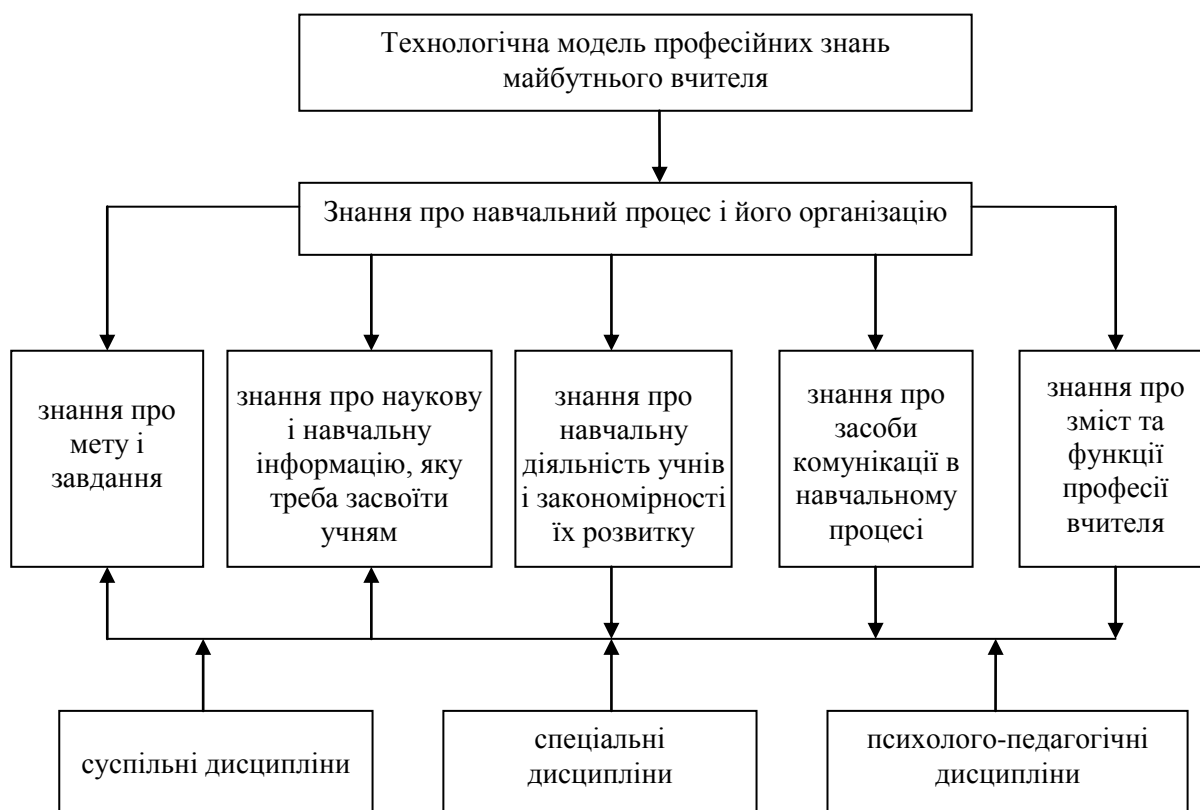 Технологічна модель професійних знань
майбутнього вчителя
Знання про навчальний процес і його організацію
знання про
мету і
завдання
знання про наукову
і навчальну
інформацію, яку
треба засвоїти
учням
знання про
навчальну
діяльність учнів
і закономірності
їх розвитку
знання про
засоби
комунікації в
навчальному
процесі
знання про
зміст та
функції
професії
вчителя
суспільні дисципліни
спеціальні
дисципліни
психолого-педагогічні
дисципліни